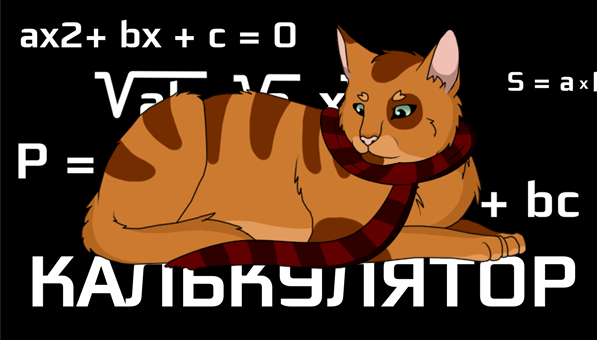 ax2+ bx + c = 0
S = a x
P =
+ bc
КАЛЬКУЛЯТОР